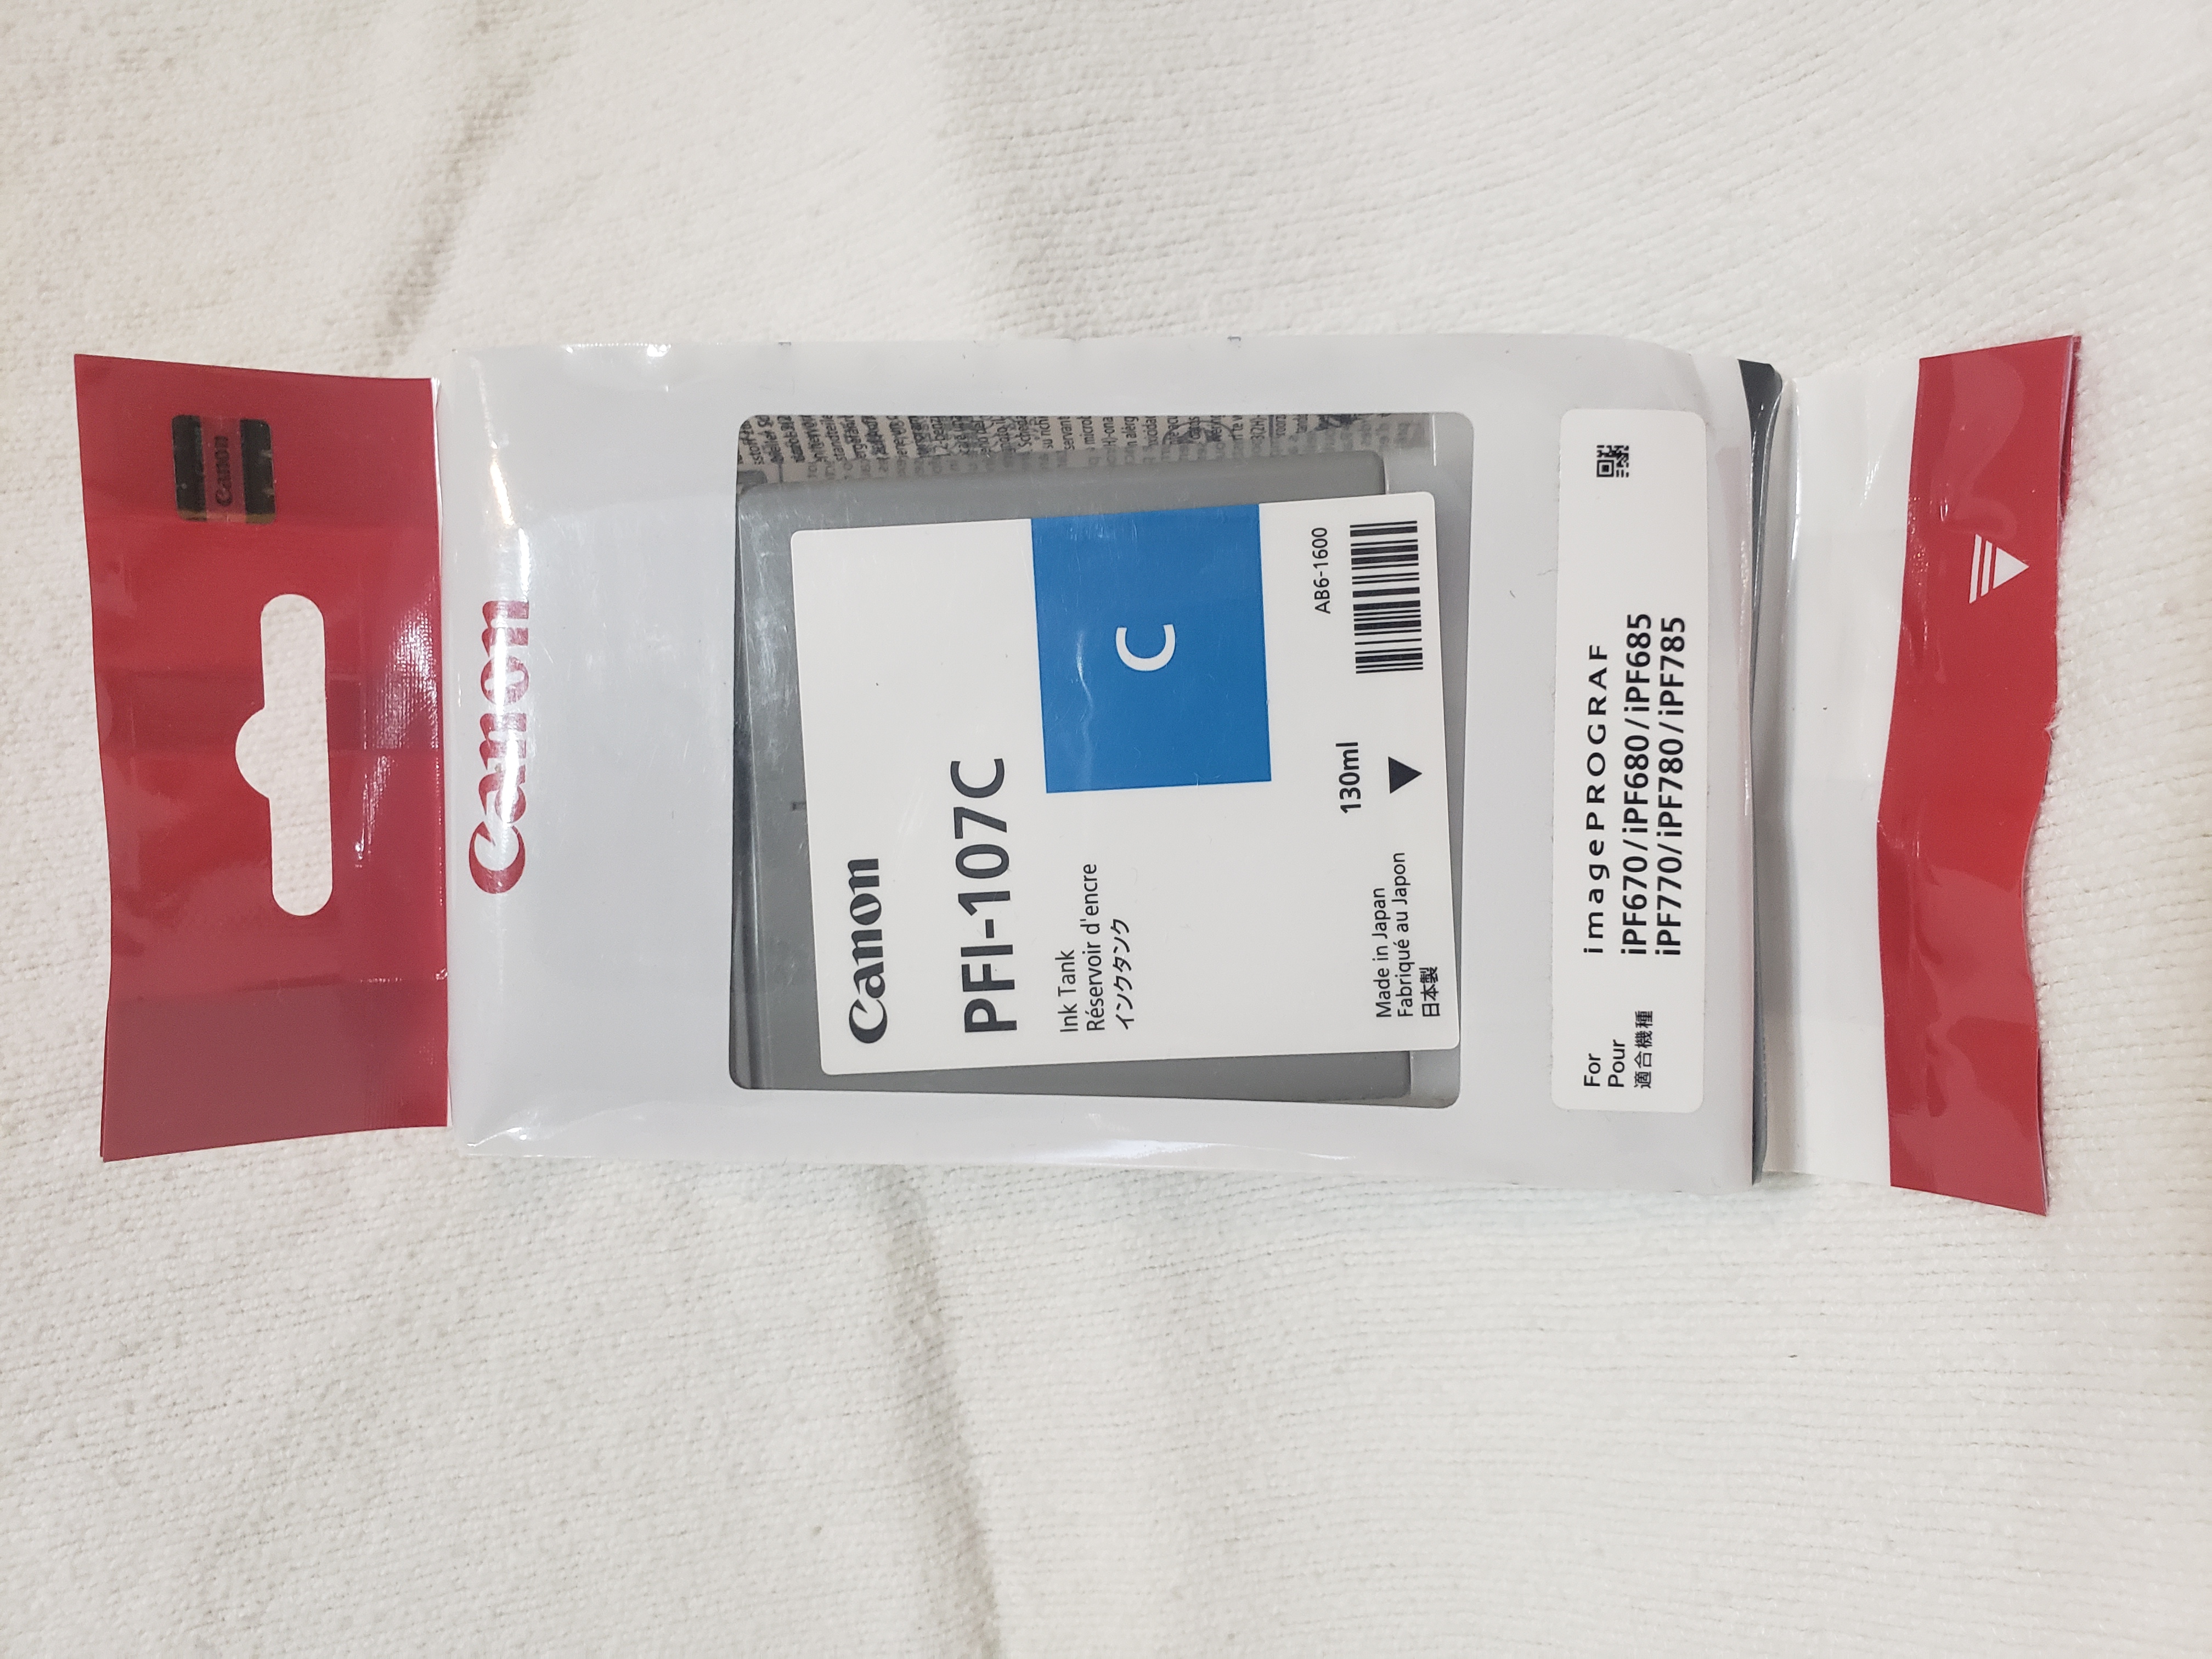 Canon
Canon
Canon
PFI-107C
Ink Tank
Réservoir d'encre
インクタンク
C
130ml
AB6-1600
Made in Japan
Fabriqué au Japon
日本製
For
Pour
適合機種
imagePROGRAF
iPF670/iPF680/iPF685
iPF770/iPF780/iPF785